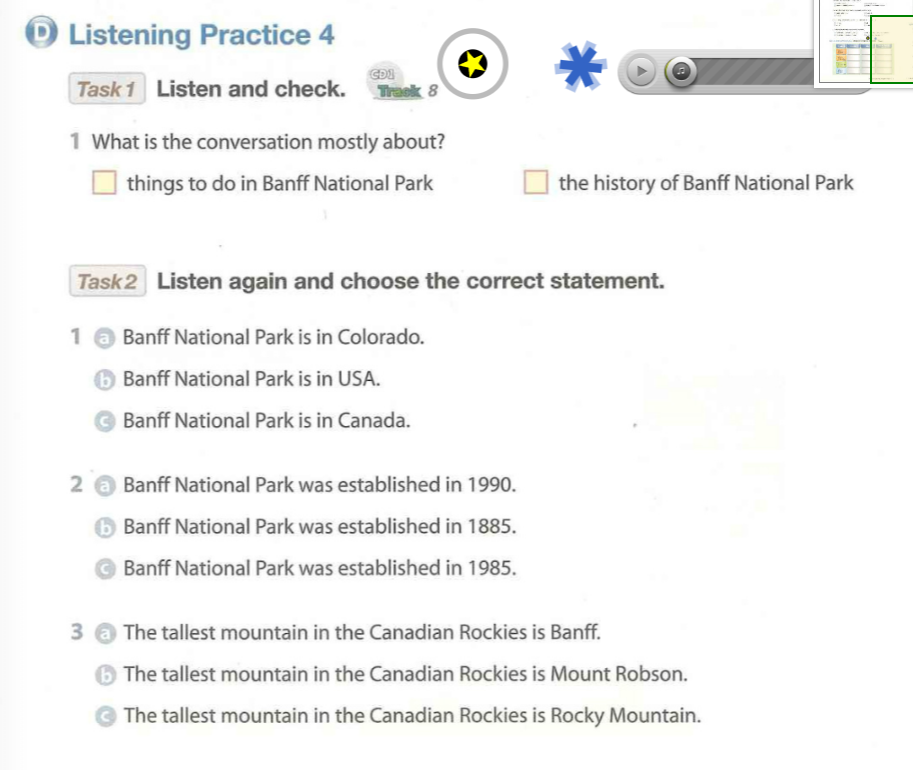 D Listening Practice 4
Task 1 Listen and check. CD1 Track 8
1 What is the conversation mostly about?
things to do in Banff National Park the history of Banff National Park
Task 2 Listen again and choose the correct statement.
1 a Banff National Park is in Colorado.
b Banff National Park is in USA.
c Banff National Park is in Canada.
2 a Banff National Park was established in 1990.
b Banff National Park was established in 1885.
c Banff National Park was established in 1985.
3 a The tallest mountain in the Canadian Rockies is Banff.
b The tallest mountain in the Canadian Rockies is Mount Robson.
c The tallest mountain in the Canadian Rockies is Rocky Mountain.